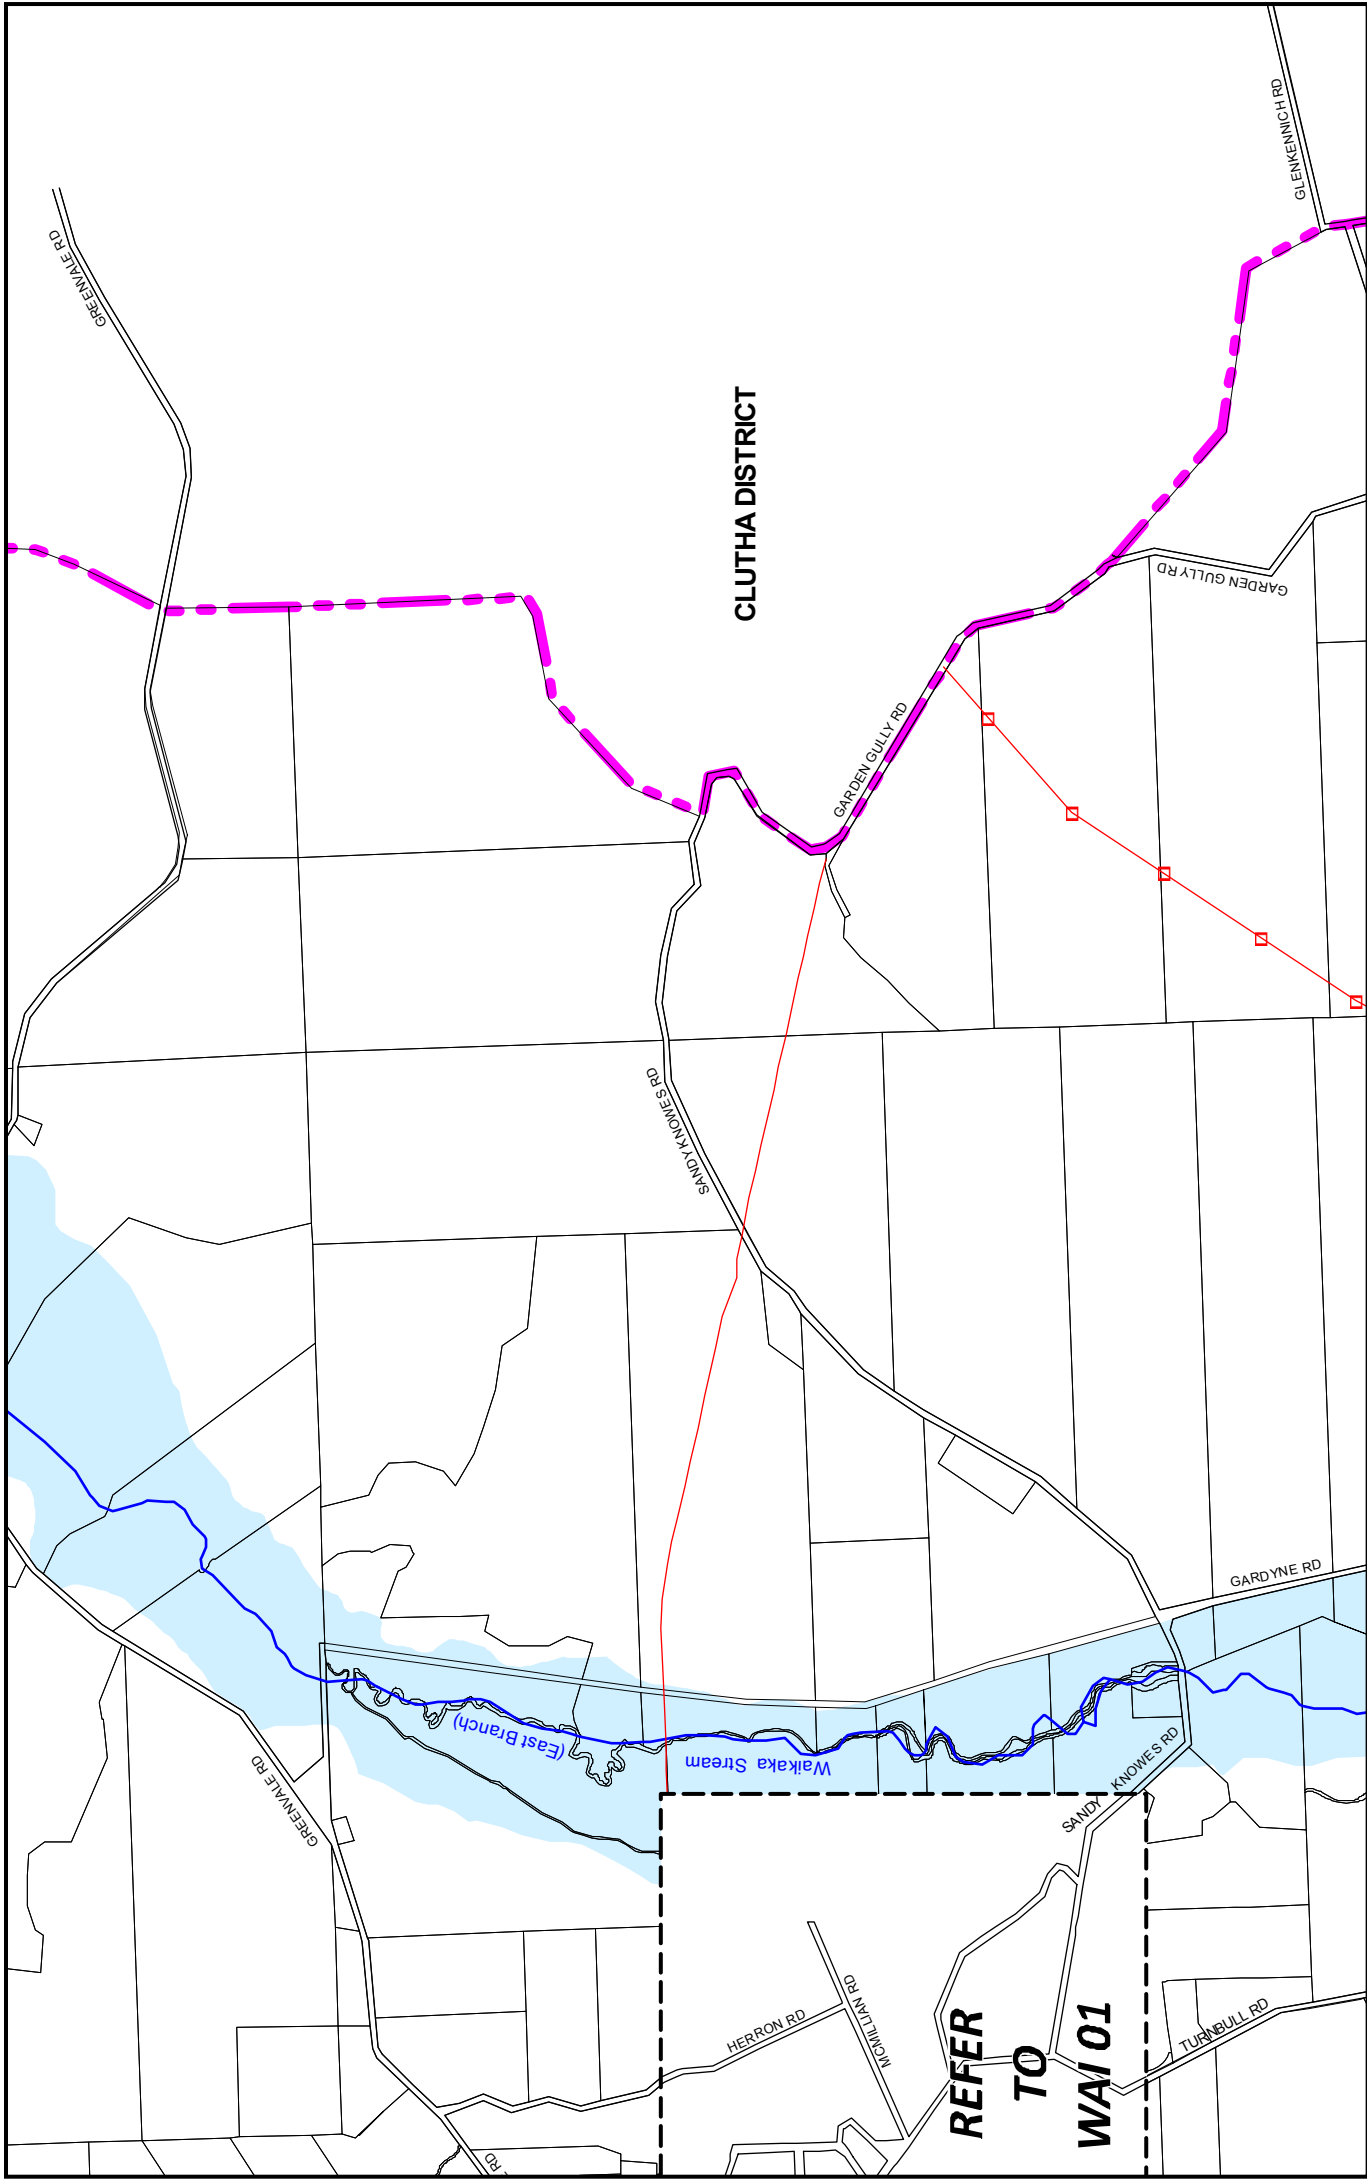 GLENKENNICH RD
GREENVALE RD
CLUTHA DISTRICT
GARDEN GULLY RD
GARDEN GULLY RD
SANDY KNOWES RD
GARDYNE RD
(East Branch)
Waikaka Stream
SANDY KNOWES RD
GREENVALE RD
HERRON RD
MCMILLIAN RD
TURNBULL RD
REFER
TO
WAI 01
RD